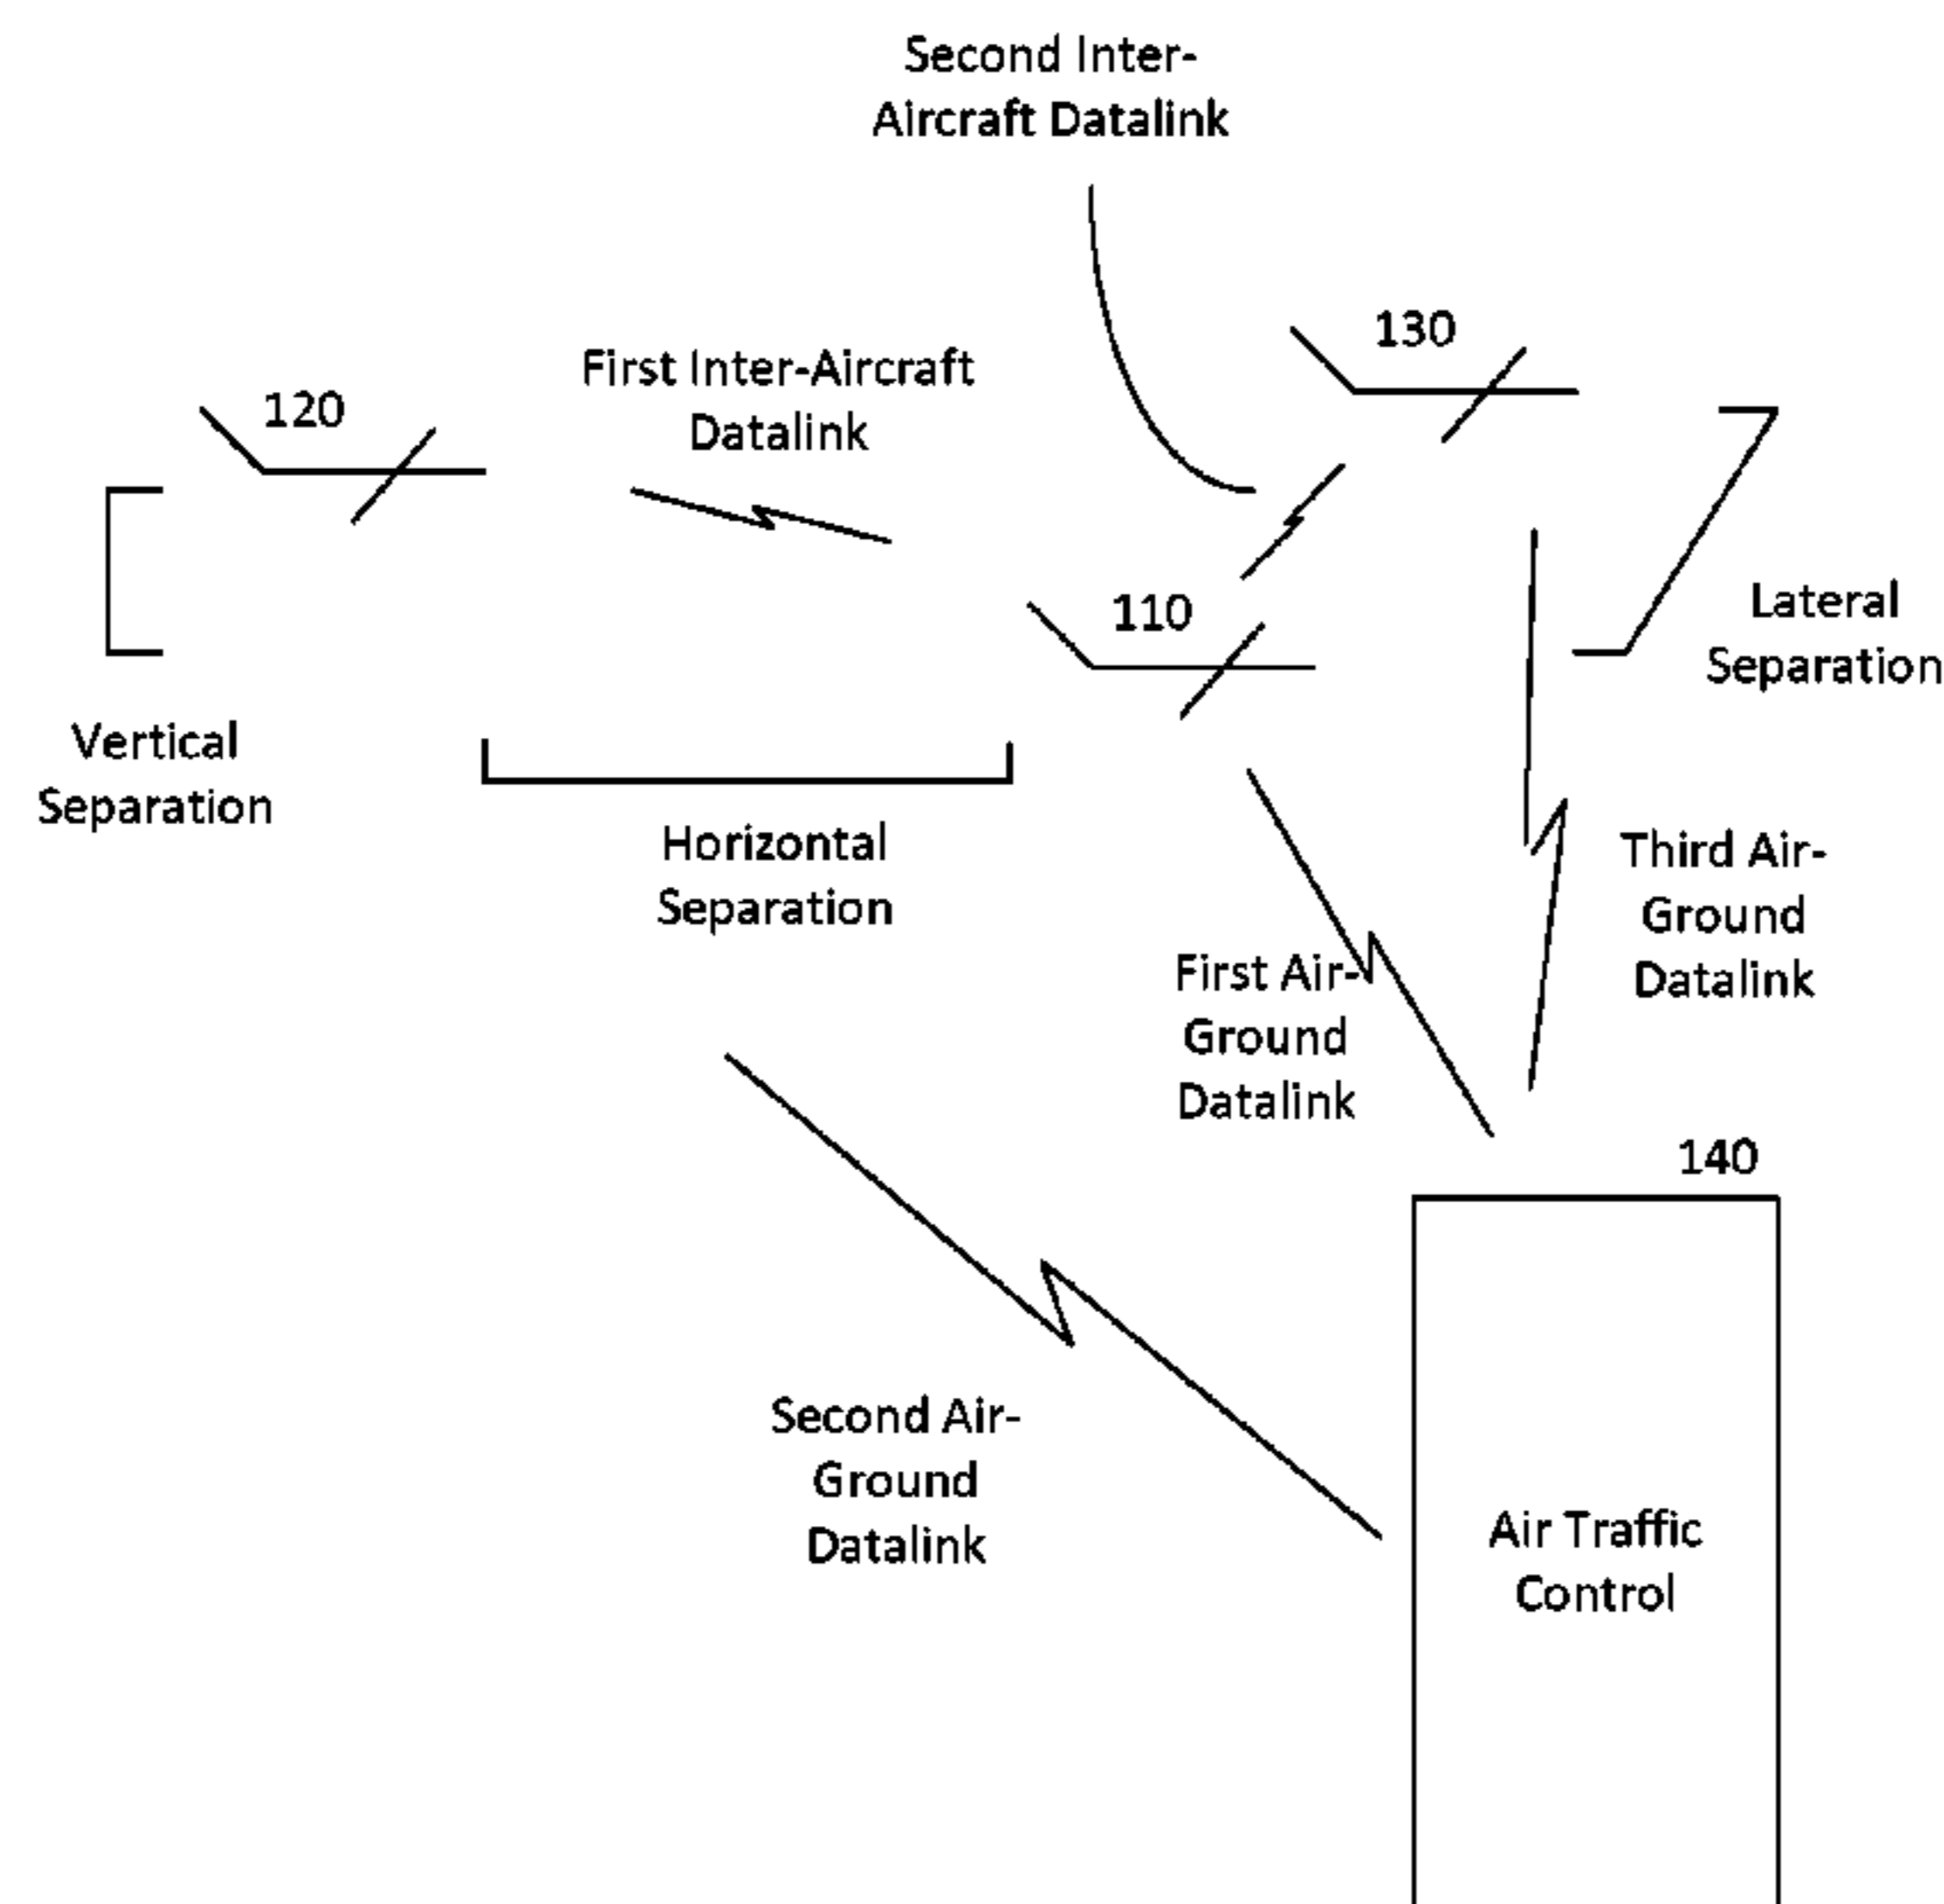 Second Inter-
Aircraft Datalink
130
First Inter-Aircraft
Datalink
120
110
Lateral
Separation
Vertical
Separation
Horizontal
Separation
Third Air-
Ground
Datalink
First Air-
Ground
Datalink
140
Second Air-
Ground
Datalink
Air Traffic
Control